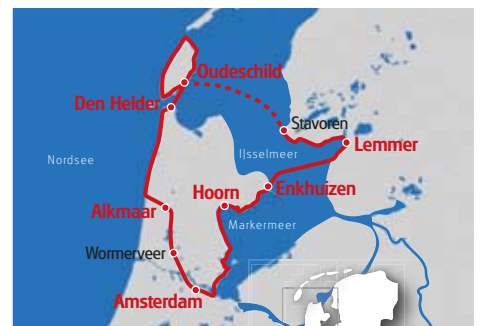 Oudeschild
Den Helder
Stavoren
Lemmer
Nordsee
IJsselmeer
Enkhuizen
Hoorn
Alkmaar
Markermeer
Wormerveer
Amsterdam